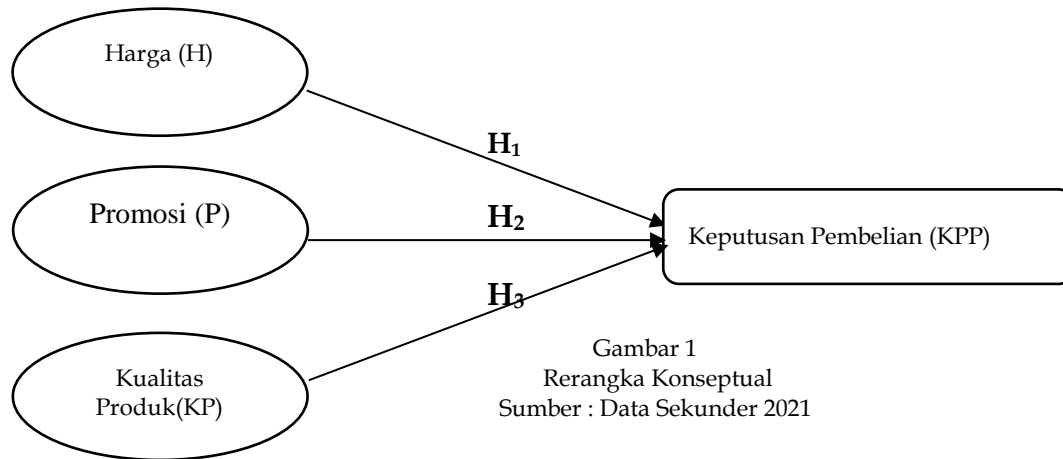 Harga (H)
H₁
Promosi (P)
H₂
Keputusan Pembelian (KPP)
H₃
Kualitas
Produk(KP)
Gambar 1
Rerangka Konseptual
Sumber : Data Sekunder 2021